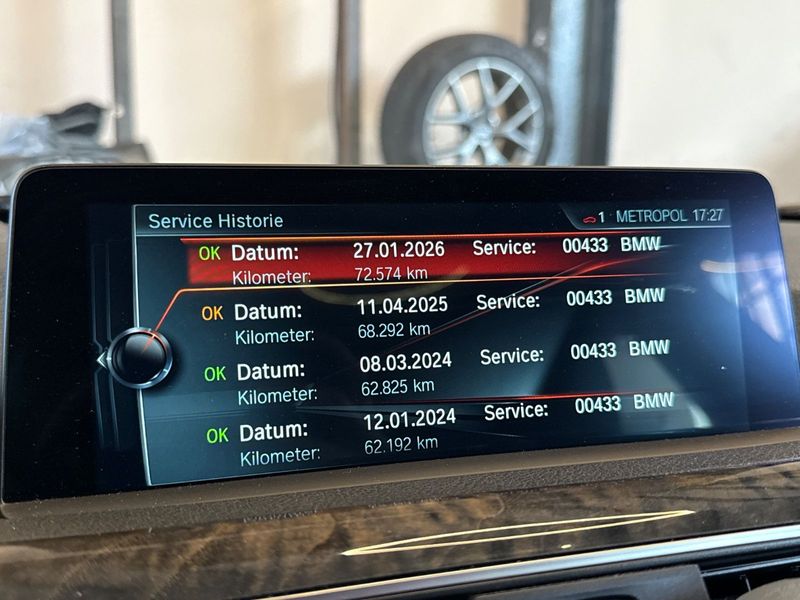 Service Historie 1 METROPOL 17:27
OK Datum: 27.01.2026 Service: 00433 BMW
Kilometer: 72.574 km
OK Datum: 11.04.2025 Service: 00433 BMW
Kilometer: 68.292 km
OK Datum: 08.03.2024 Service: 00433 BMW
Kilometer: 62.825 km
OK Datum: 12.01.2024 Service: 00433 BMW
Kilometer: 62.192 km